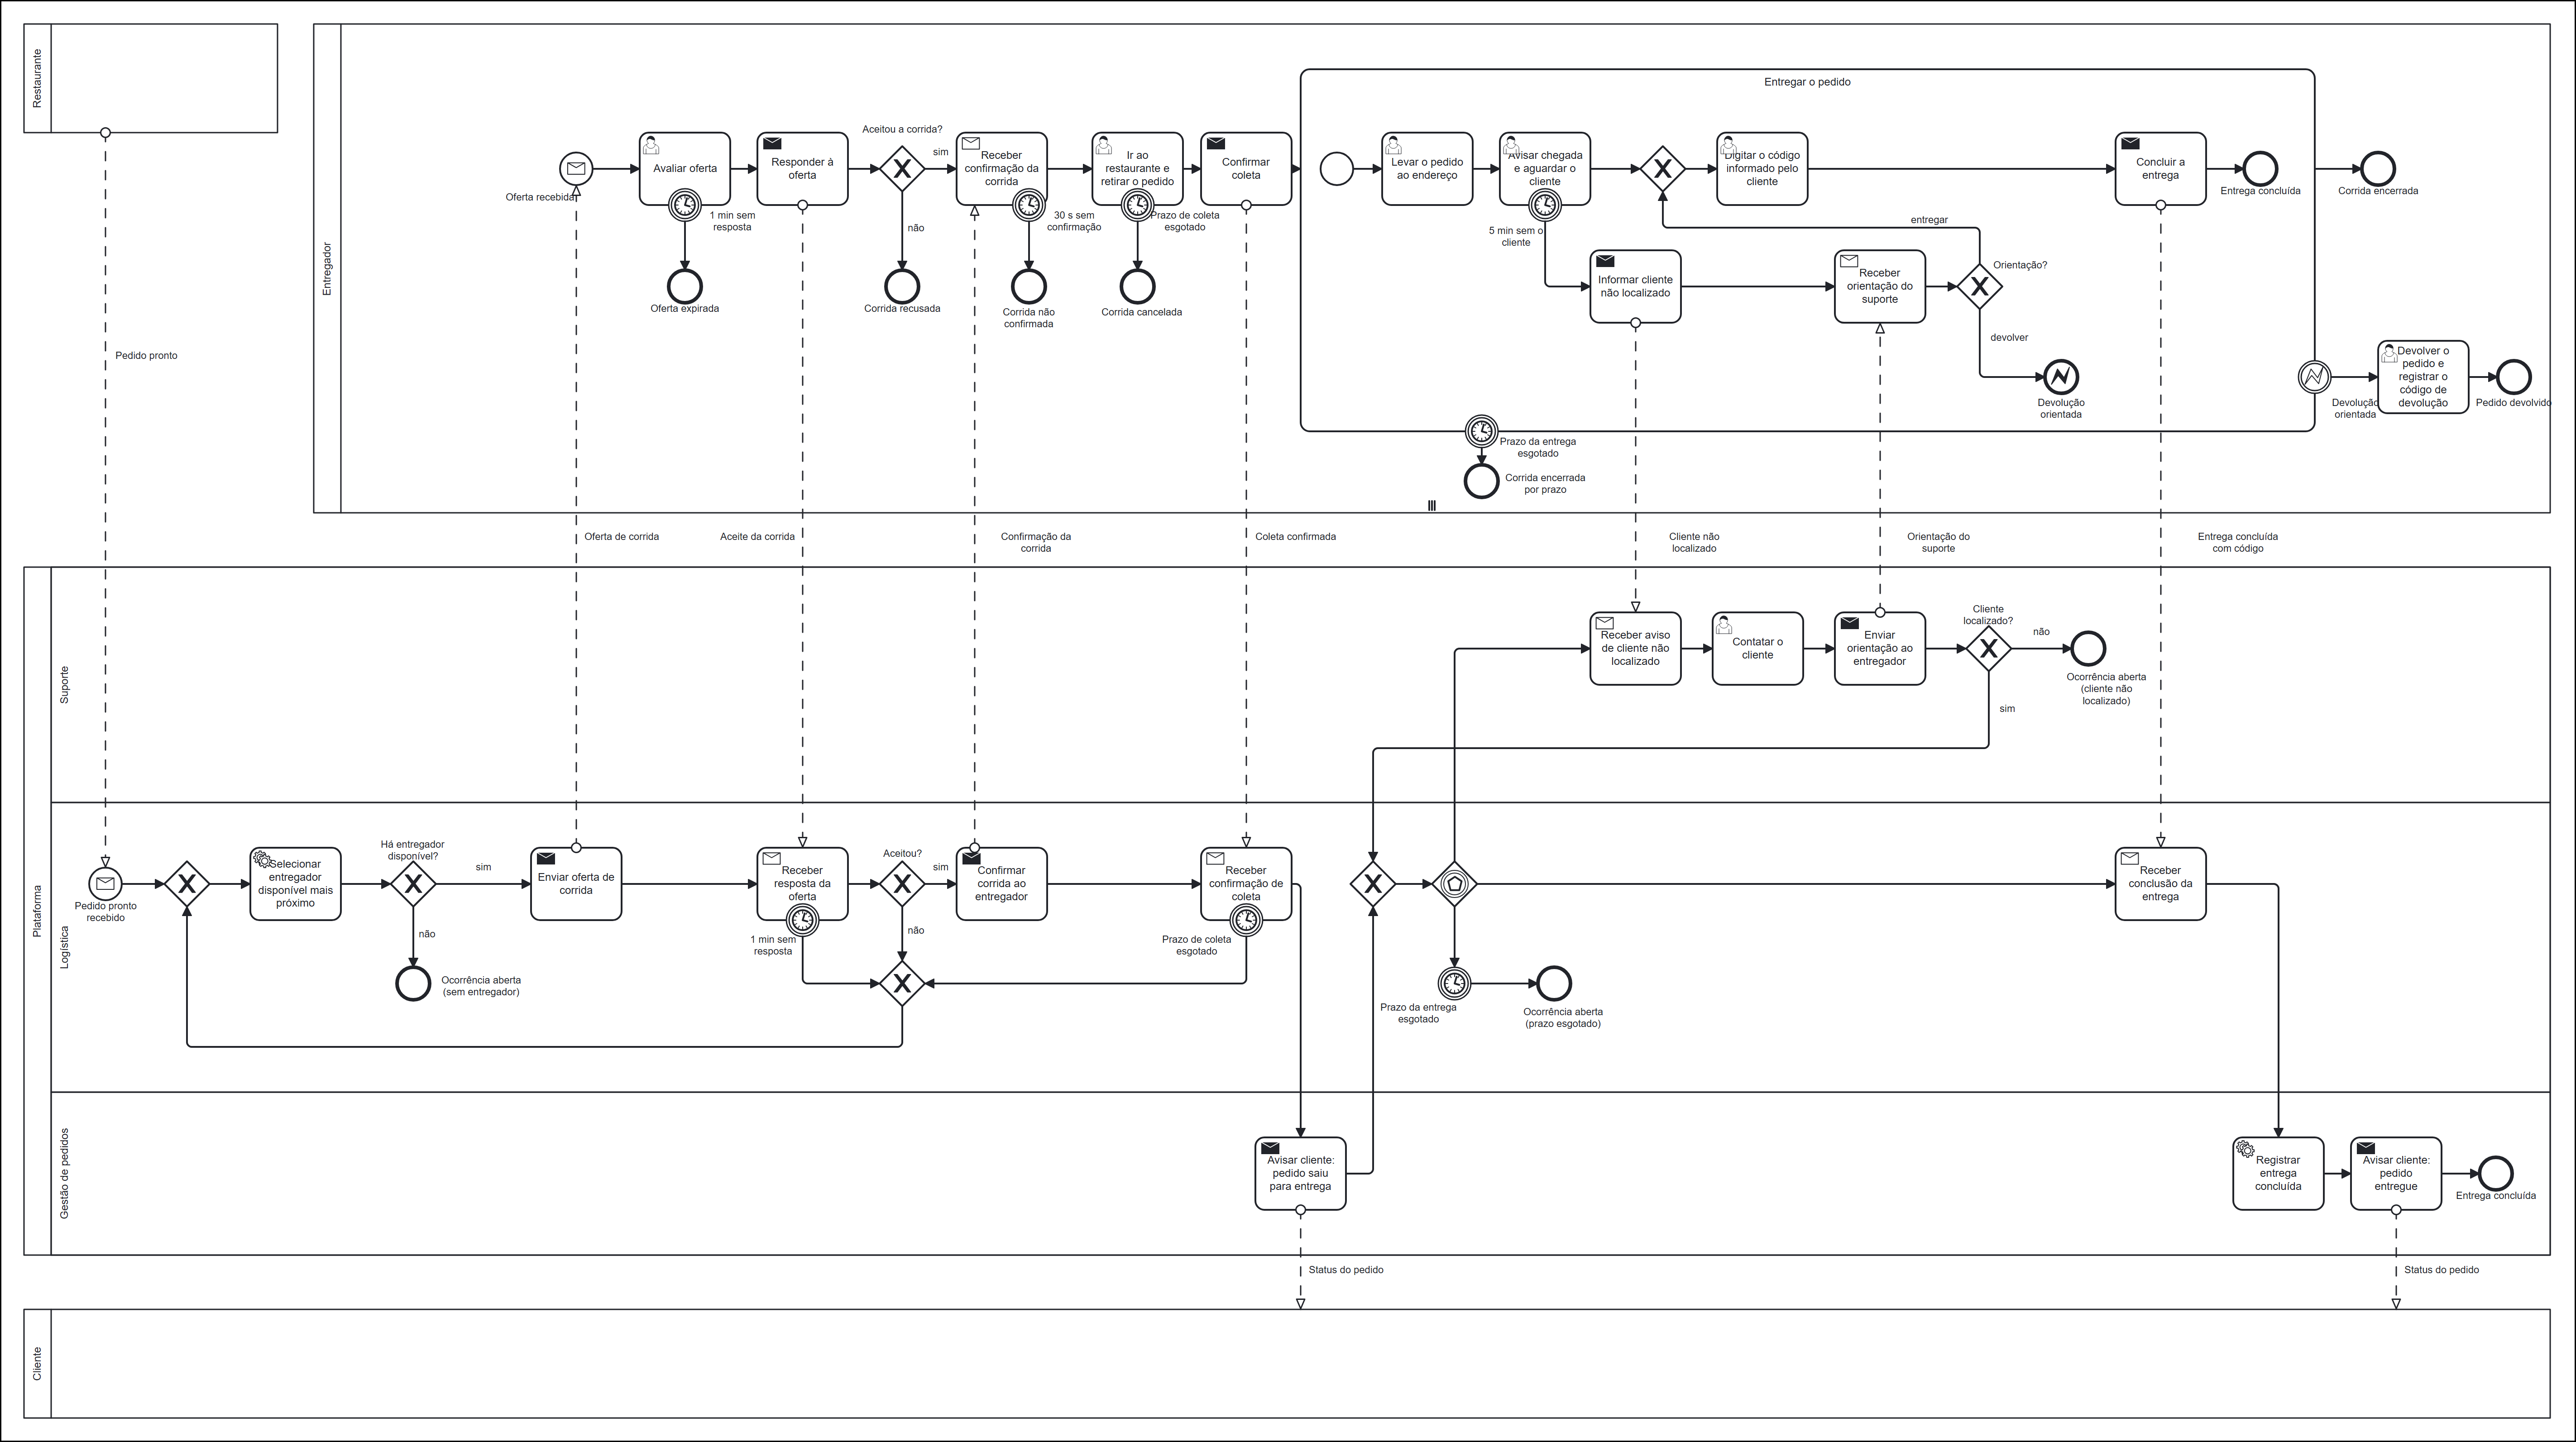 Restaurante
Entregador
Entregar o pedido
Aceitou a corrida?
sim
Oferta recebida
Avaliar oferta
Responder à
oferta
Receber
confirmação da
corrida
Ir ao
restaurante e
retirar o pedido
Confirmar
coleta
Levar o pedido
ao endereço
Avisar chegada
e aguardar o
cliente
Digitar o código
informado pelo
cliente
Concluir a
entrega
Entrega concluída
Corrida encerrada
1 min sem
resposta
não
30 s sem
confirmação
Prazo de coleta
esgotado
5 min sem o
cliente
entregar
Oferta expirada
Corrida recusada
Corrida não
confirmada
Corrida cancelada
Informar cliente
não localizado
Receber
orientação do
suporte
Orientação?
devolver
Devolução
orientada
Devolução
orientada
Devolver o
pedido e
registrar o
código de
devolução
Pedido devolvido
Prazo da entrega
esgotado
Corrida encerrada
por prazo
Pedido pronto
Oferta de corrida
Aceite da corrida
Confirmação da
corrida
Coleta confirmada
Cliente não
localizado
Orientação do
suporte
Entrega concluída
com código
Plataforma
Suporte
Receber aviso
de cliente não
localizado
Contatar o
cliente
Enviar
orientação ao
entregador
Cliente
localizado?
não
sim
Ocorrência aberta
(cliente não
localizado)
Logística
Pedido pronto
recebido
Selecionar
entregador
disponível mais
próximo
Há entregador
disponível?
sim
não
Ocorrência aberta
(sem entregador)
Enviar oferta de
corrida
Receber
resposta da
oferta
1 min sem
resposta
Aceitou?
sim
não
Confirmar
corrida ao
entregador
Receber
confirmação de
coleta
Prazo de coleta
esgotado
Prazo da entrega
esgotado
Ocorrência aberta
(prazo esgotado)
Receber
conclusão da
entrega
Gestão de pedidos
Avisar cliente:
pedido saiu
para entrega
Registrar
entrega
concluída
Avisar cliente:
pedido
entregue
Entrega concluída
Status do pedido
Status do pedido
Cliente